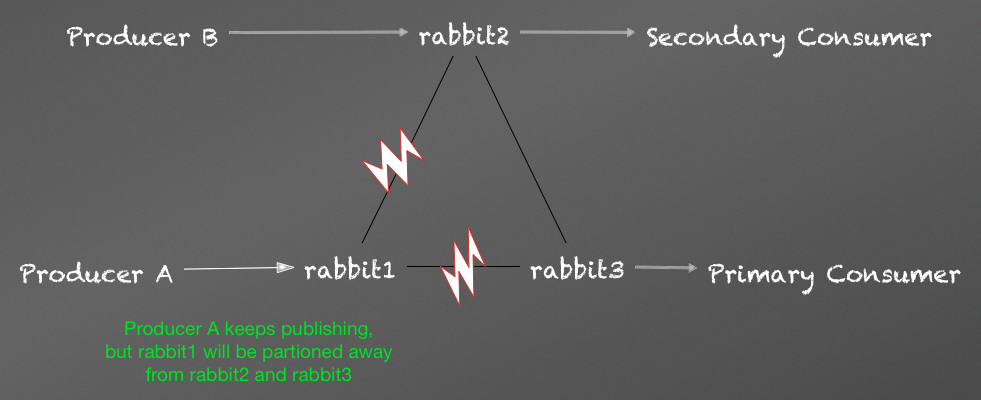 Producer B rabbit2 Secondary Consumer
Producer A rabbit1 rabbit3 Primary Consumer
Producer A keeps publishing,
but rabbit1 will be partioned away
from rabbit2 and rabbit3